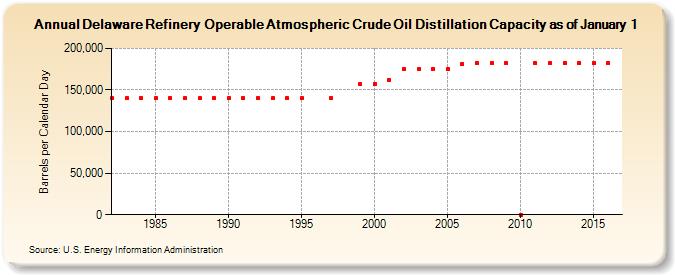 Annual Delaware Refinery Operable Atmospheric Crude Oil Distillation Capacity as of January 1
Barrels per Calendar Day
200,000
150,000
100,000
50,000
0
1985 1990 1995 2000 2005 2010 2015
Source: U.S. Energy Information Administration